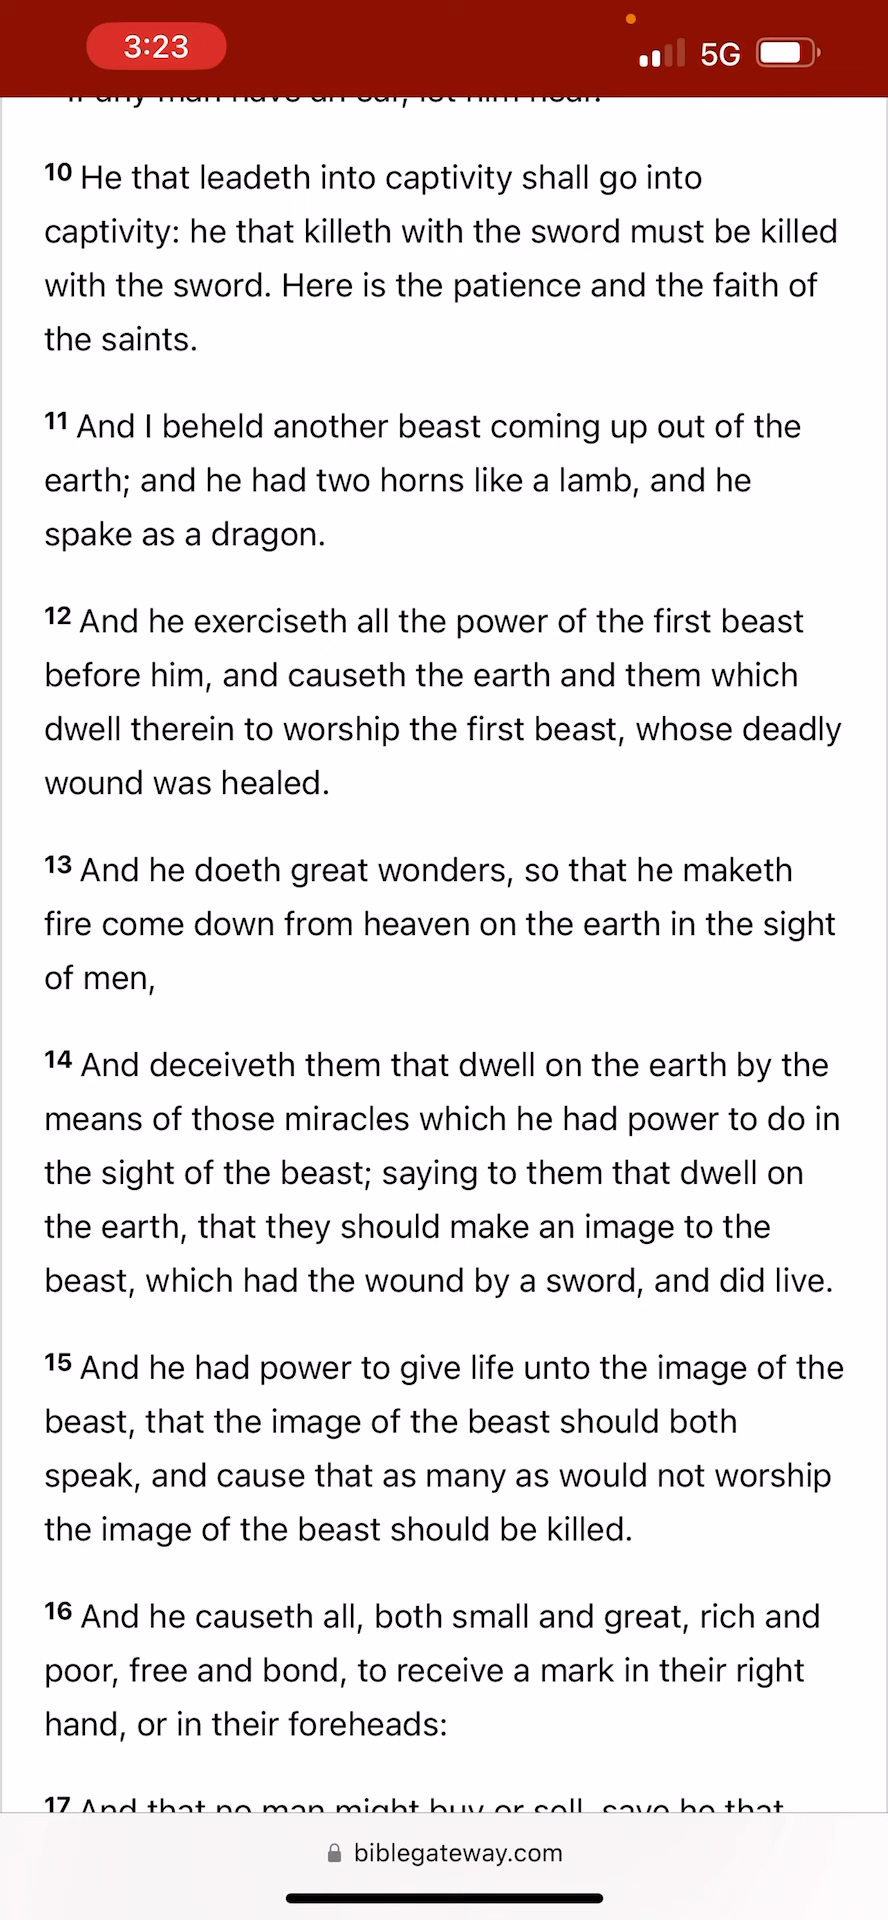 3:23
5G
10 He that leadeth into captivity shall go into
captivity: he that killeth with the sword must be killed
with the sword. Here is the patience and the faith of
the saints.
11 And I beheld another beast coming up out of the
earth; and he had two horns like a lamb, and he
spake as a dragon.
12 And he exerciseth all the power of the first beast
before him, and causeth the earth and them which
dwell therein to worship the first beast, whose deadly
wound was healed.
13 And he doeth great wonders, so that he maketh
fire come down from heaven on the earth in the sight
of men,
14 And deceiveth them that dwell on the earth by the
means of those miracles which he had power to do in
the sight of the beast; saying to them that dwell on
the earth, that they should make an image to the
beast, which had the wound by a sword, and did live.
15 And he had power to give life unto the image of the
beast, that the image of the beast should both
speak, and cause that as many as would not worship
the image of the beast should be killed.
16 And he causeth all, both small and great, rich and
poor, free and bond, to receive a mark in their right
hand, or in their foreheads:
17 And that no man might buy or sell, save he that
biblegateway.com